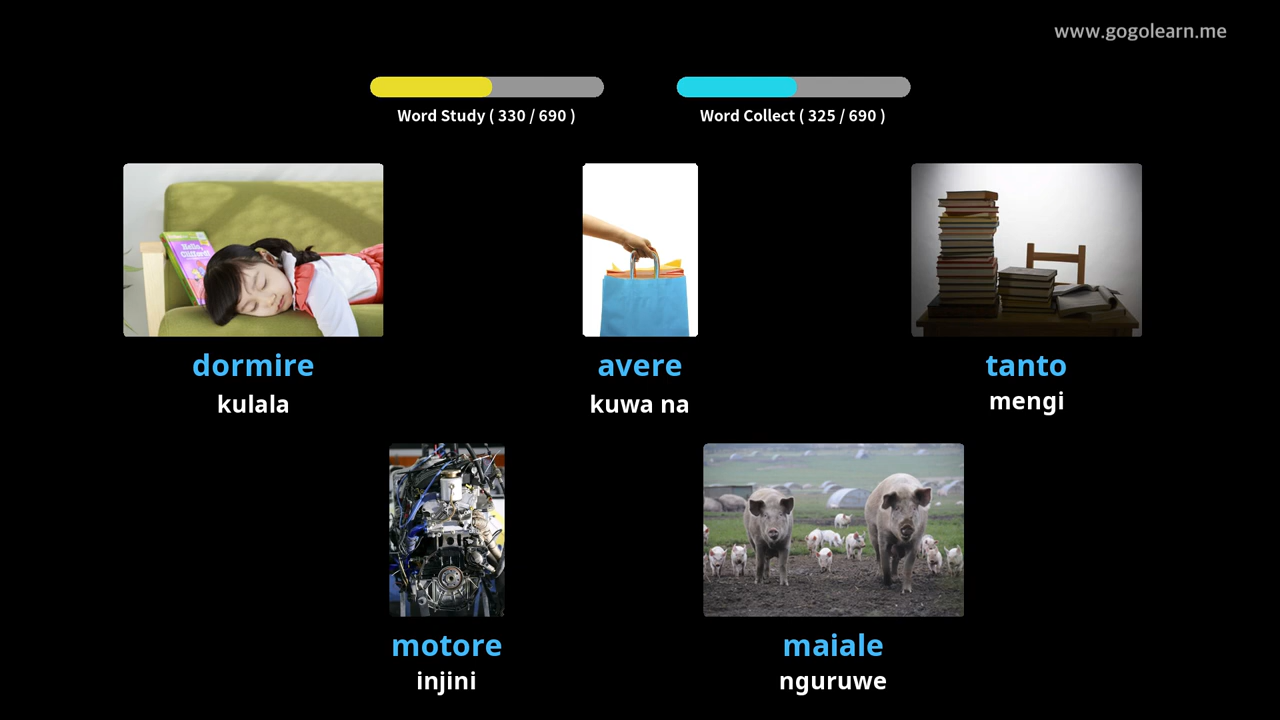 www.gogolearn.me
Word Study ( 330 / 690 )
Word Collect ( 325 / 690 )
dormire
kulala
avere
kuwa na
tanto
mengi
motore
injini
maiale
nguruwe